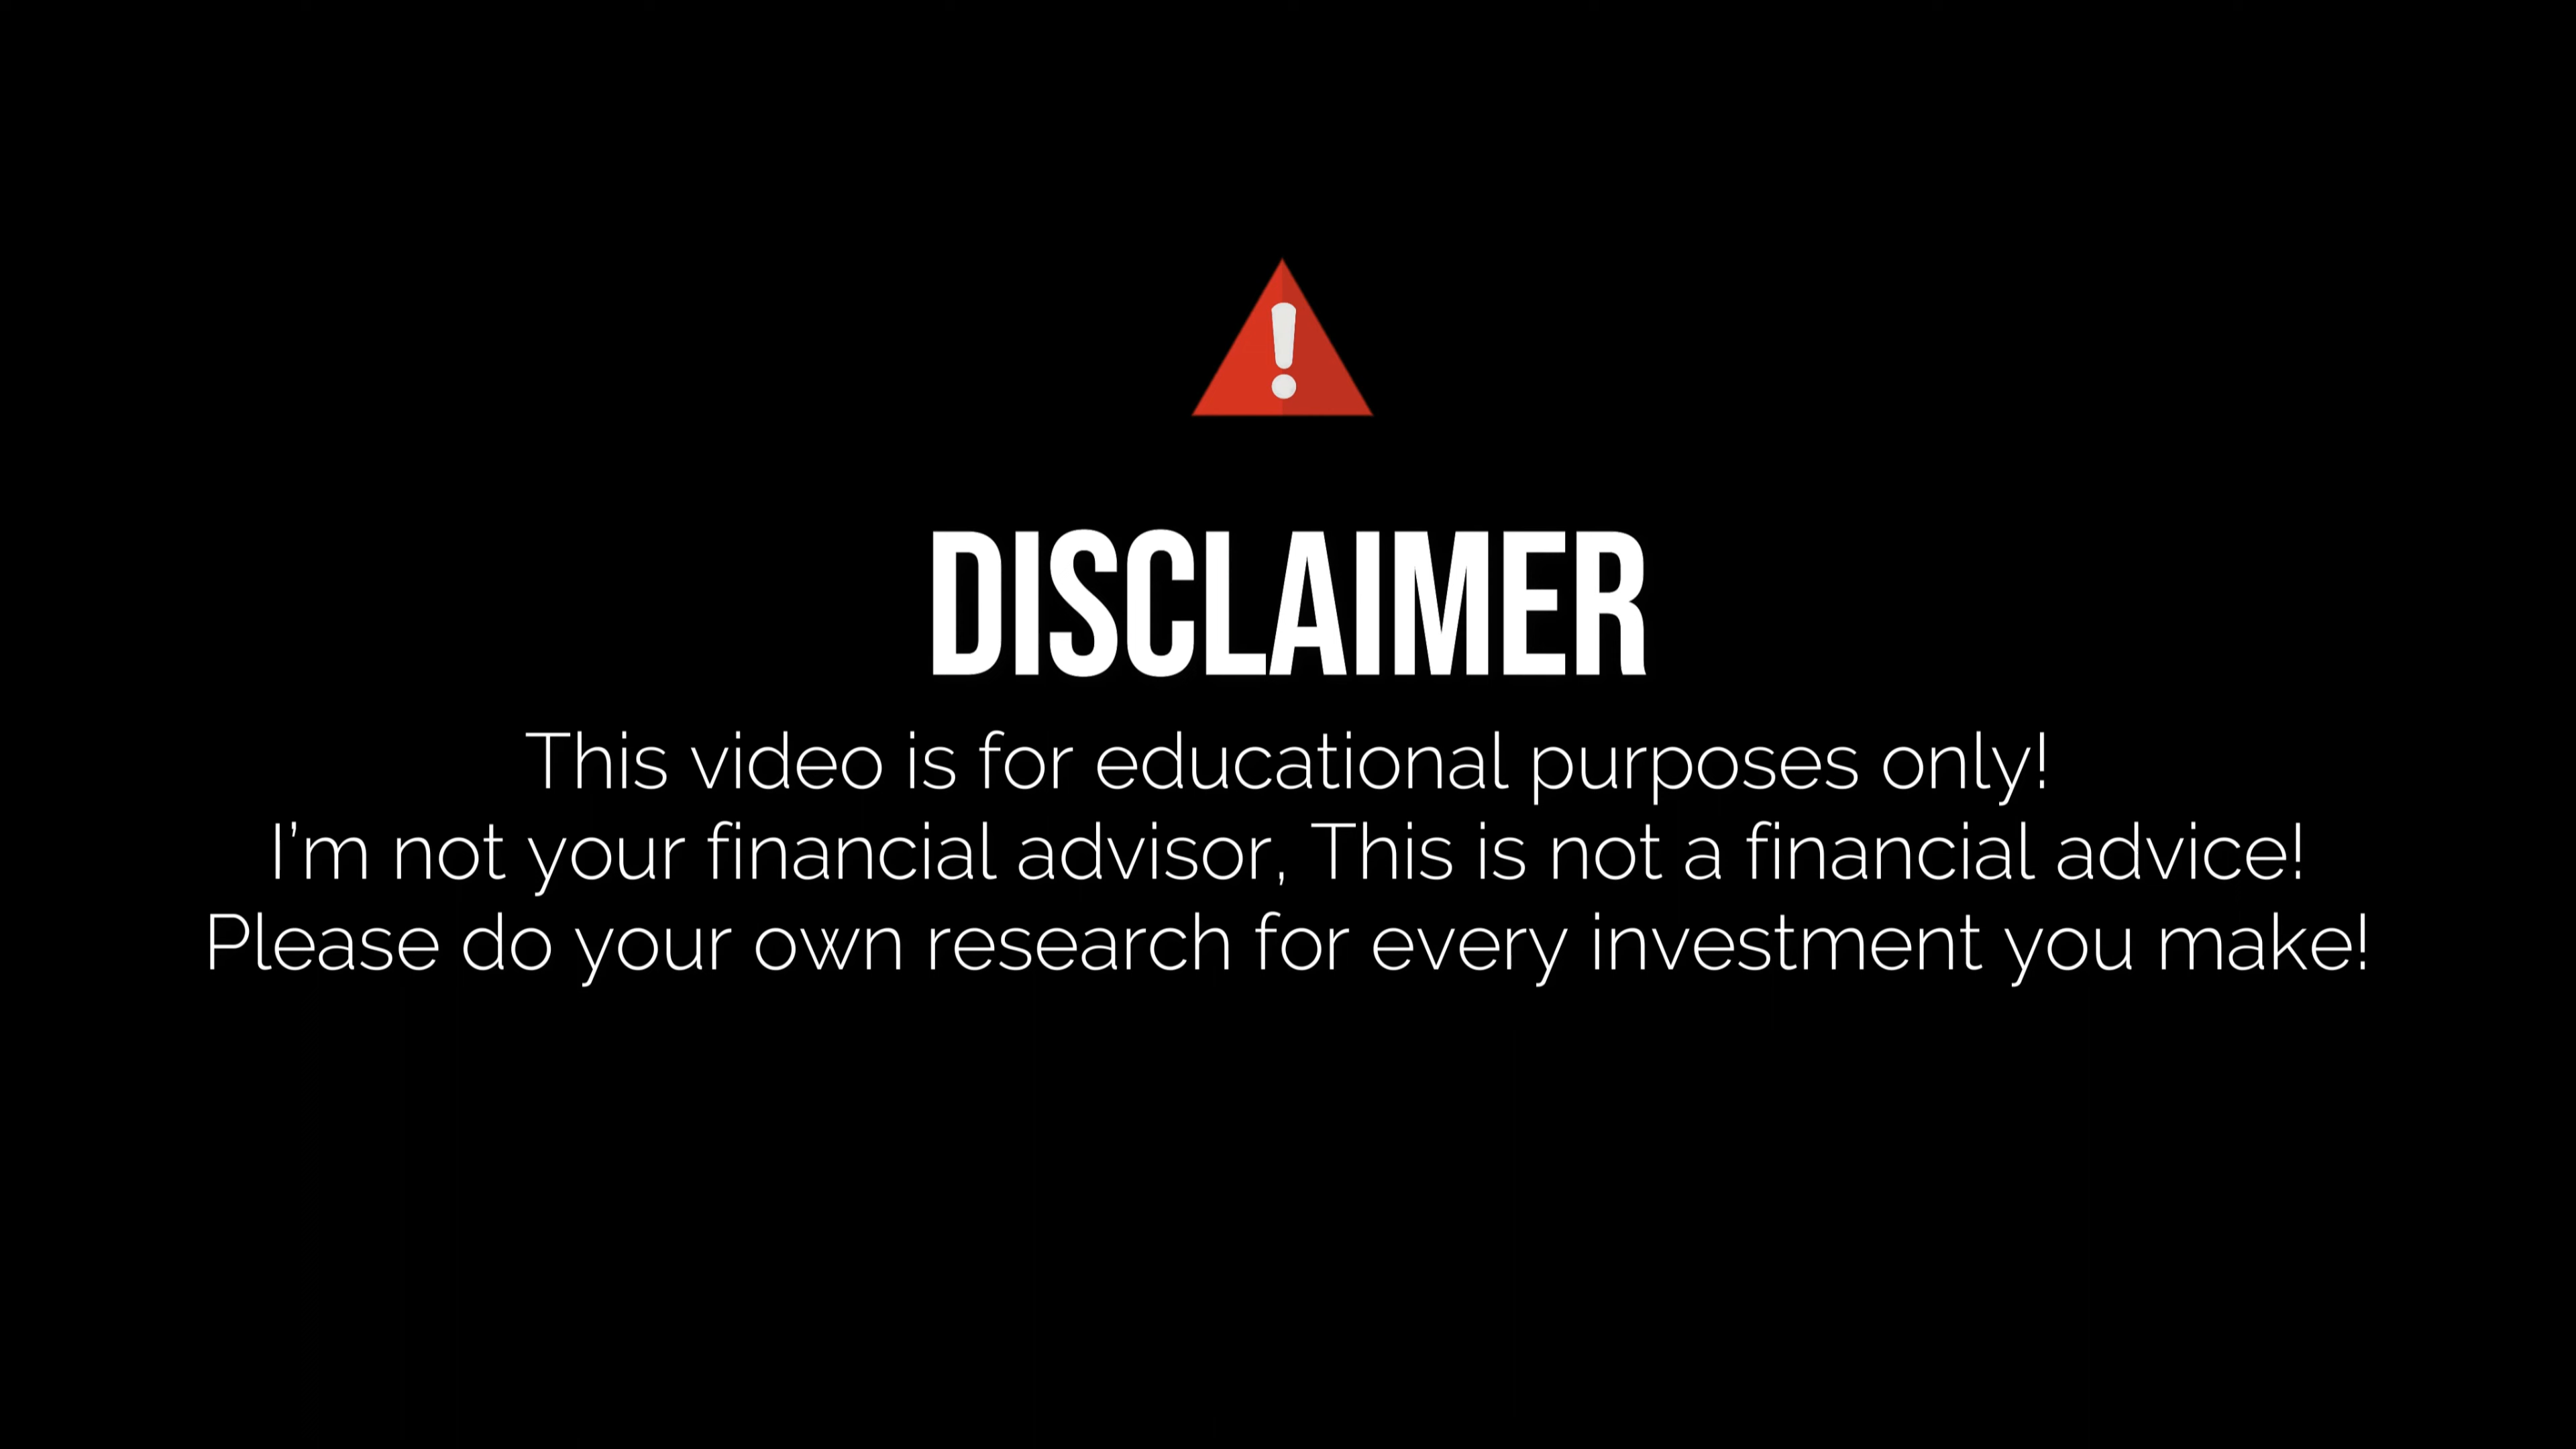 DISCLAIMER
This video is for educational purposes only!
I'm not your financial advisor, This is not a financial advice!
Please do your own research for every investment you make!